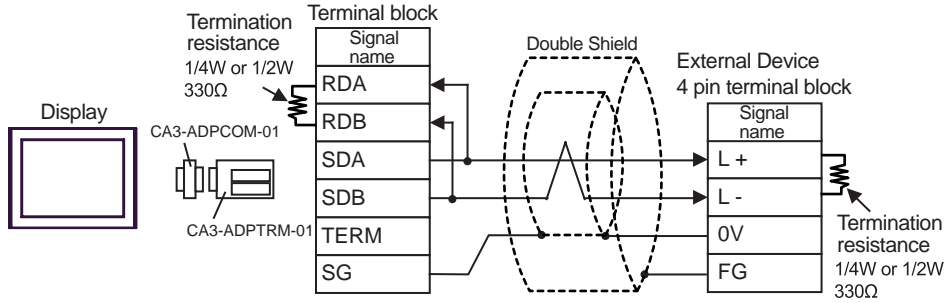 Display
CA3-ADPCOM-01
CA3-ADPTRM-01
Termination
resistance
1/4W or 1/2W
330Ω
Terminal block
Signal
name
RDA
RDB
SDA
SDB
TERM
SG
Double Shield
External Device
4 pin terminal block
Signal
name
L +
L -
0V
FG
Termination
resistance
1/4W or 1/2W
330Ω